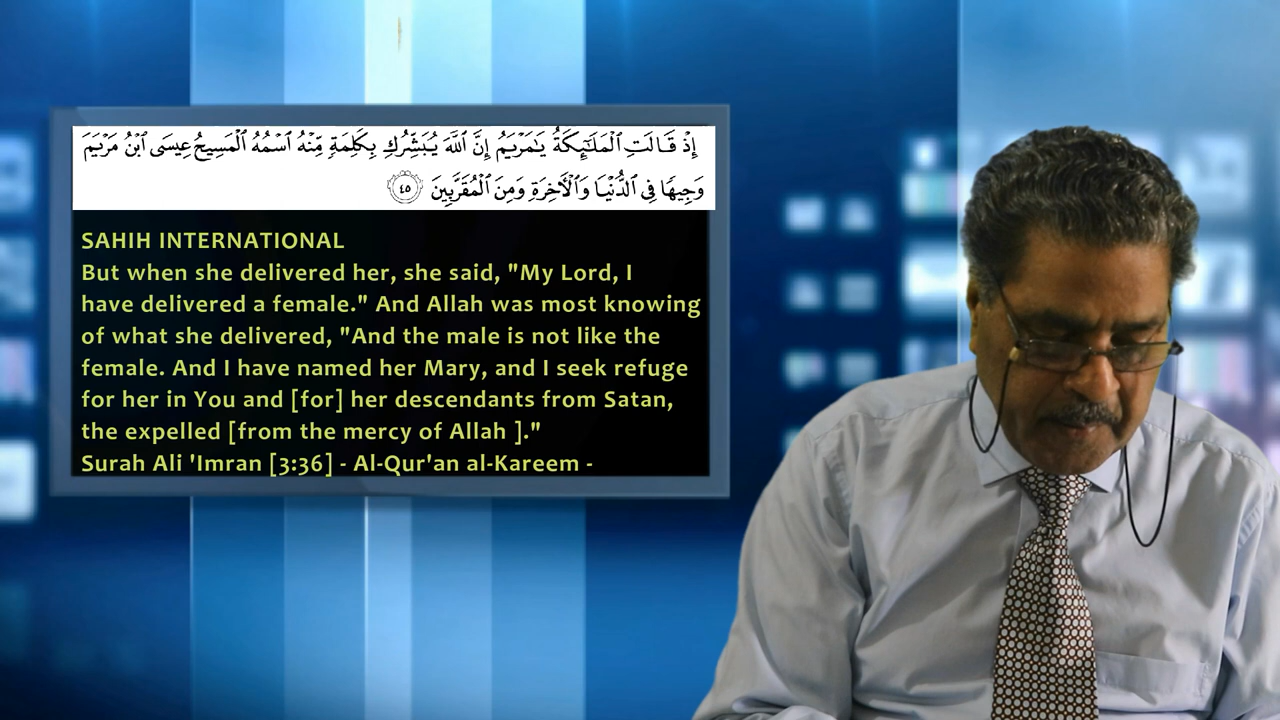 إِذْ قَالَتِ ٱلْمَلَـٰٓئِكَةُ يَـٰمَرْيَمُ إِنَّ ٱللَّهَ يُبَشِّرُكِ بِكَلِمَةٍ مِّنْهُ ٱسْمُهُ ٱلْمَسِيحُ عِيسَى ٱبْنُ مَرْيَمَ
وَجِيهًا فِى ٱلدُّنْيَا وَٱلْـَٔاخِرَةِ وَمِنَ ٱلْمُقَرَّبِينَ ٤٥
SAHIH INTERNATIONAL
But when she delivered her, she said, "My Lord, I
have delivered a female." And Allah was most knowing
of what she delivered, "And the male is not like the
female. And I have named her Mary, and I seek refuge
for her in You and [for] her descendants from Satan,
the expelled [from the mercy of Allah ]."
Surah Ali 'Imran [3:36] - Al-Qur'an al-Kareem -